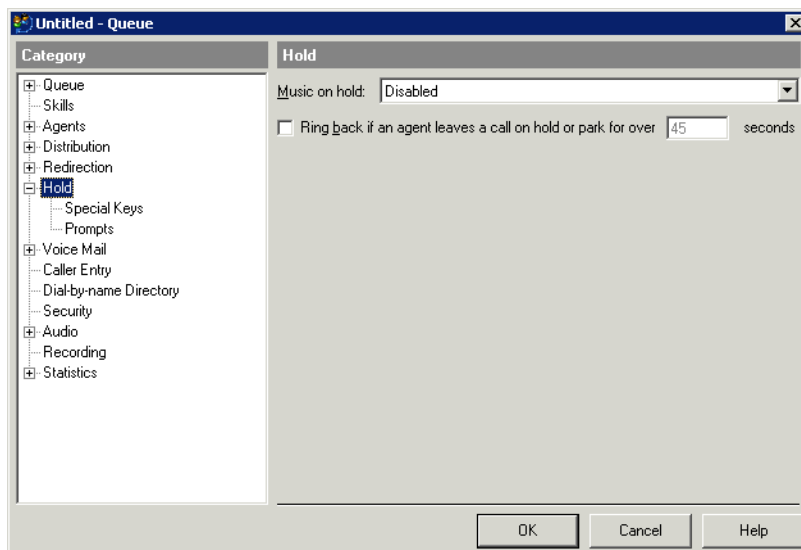 Untitled - Queue
Category
Queue
Skills
Agents
Distribution
Redirection
Hold
Special Keys
Prompts
Voice Mail
Caller Entry
Dial-by-name Directory
Security
Audio
Recording
Statistics
Hold
Music on hold: Disabled
Ring back if an agent leaves a call on hold or park for over 45 seconds
OK Cancel Help